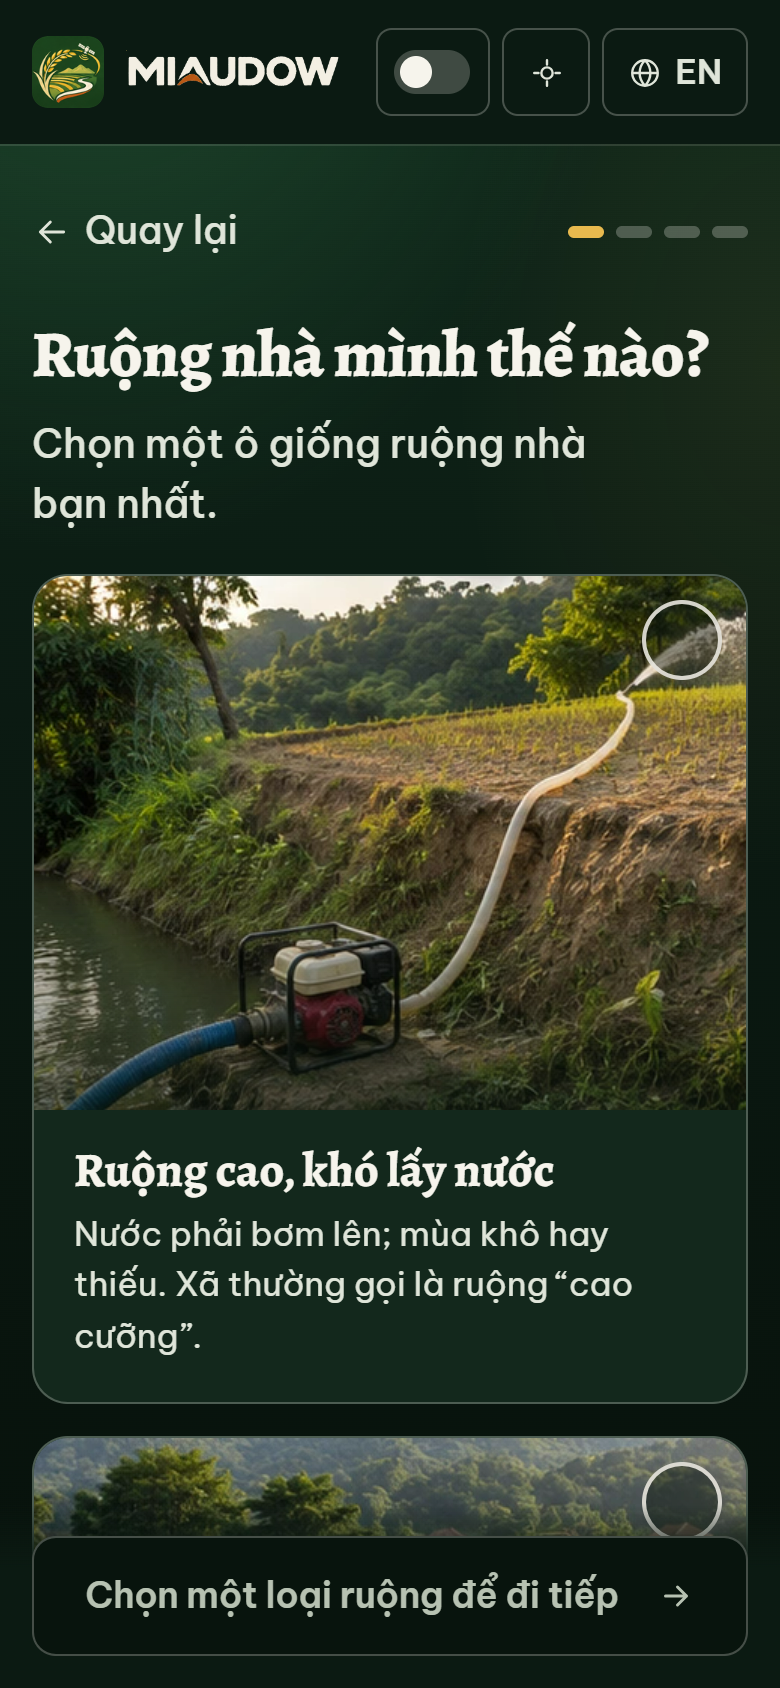 MIAUDOW
EN
Quay lại
Ruộng nhà mình thế nào?
Chọn một ô giống ruộng nhà
bạn nhất.
Ruộng cao, khó lấy nước
Nước phải bơm lên; mùa khô hay
thiếu. Xã thường gọi là ruộng “cao
cưỡng”.
Chọn một loại ruộng để đi tiếp